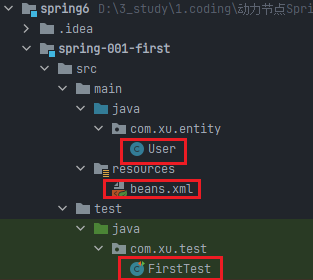 spring6 D:\3_study\1.coding\动力节点Spri
.idea
spring-001-first
src
main
java
com.xu.entity
User
resources
beans.xml
test
java
com.xu.test
FirstTest